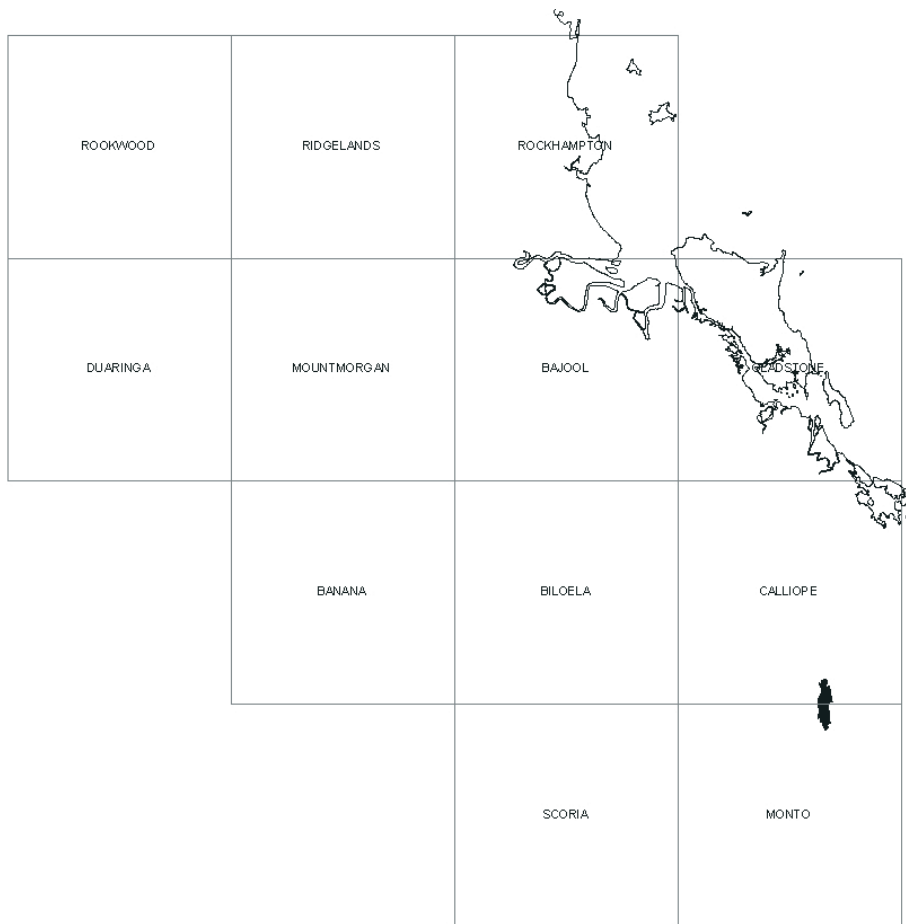 ROOKWOOD
RIDGELANDS
ROCKHAMPTON
DUARINGA
MOUNTMORGAN
BAJOOL
GLADSTONE
BANANA
BILOELA
CALLIOPE
SCORIA
MONTO